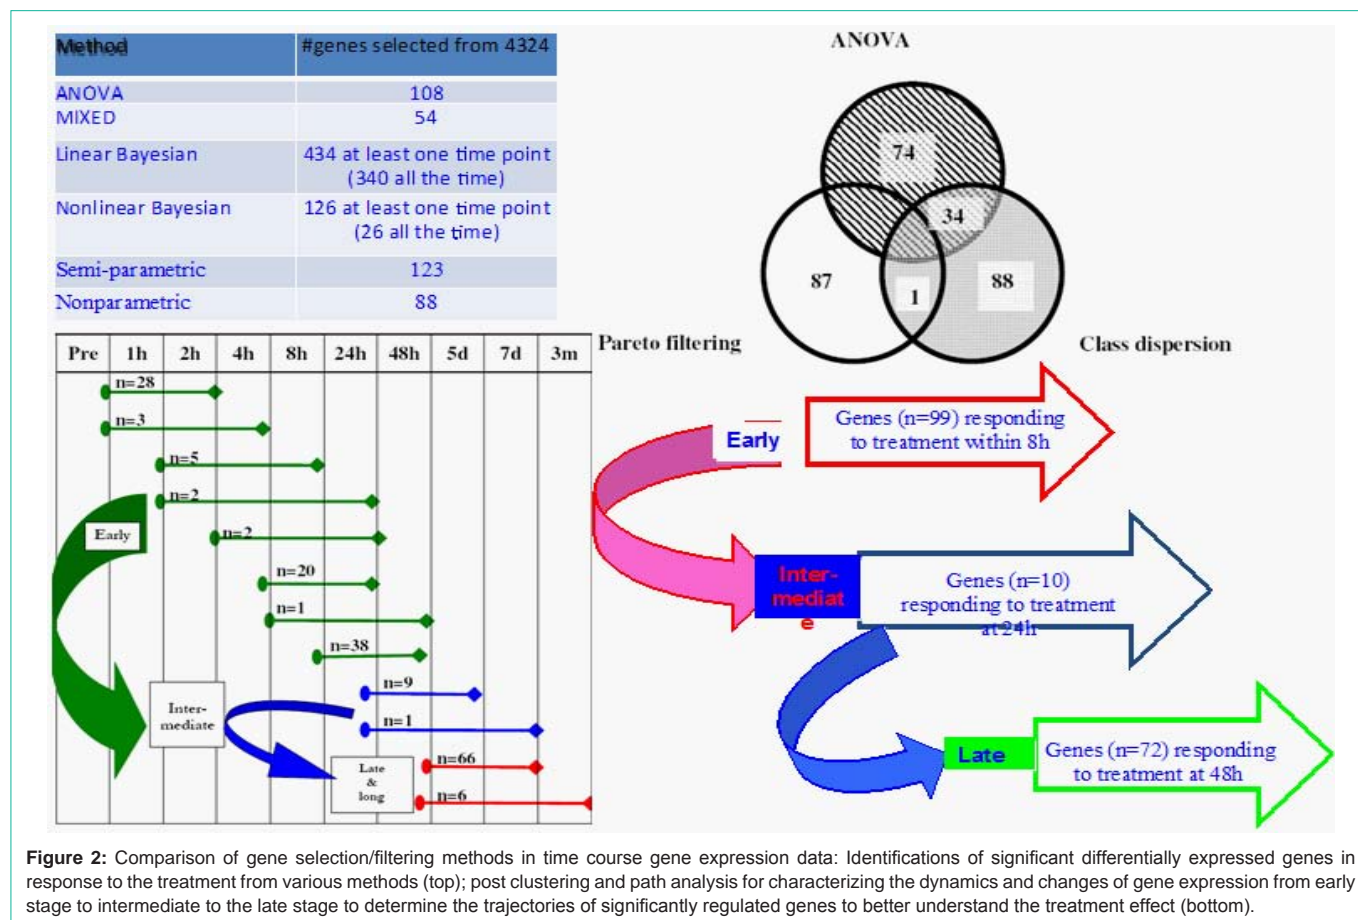 Method #genes selected from 4324
ANOVA 108
MIXED 54
Linear Bayesian 434 at least one time point
(340 all the time)
Nonlinear Bayesian 126 at least one time point
(26 all the time)
Semi-parametric 123
Nonparametric 88
ANOVA
74
34
87
1
88
Pareto filtering
Class dispersion
Pre 1h 2h 4h 8h 24h 48h 5d 7d 3m
n=28
n=3
n=5
n=2
n=2
n=20
n=1
n=38
n=9
n=1
n=66
n=6
Early
Inter-
mediate
Late
&
long
Early
Genes (n=99) responding
to treatment within 8h
Inter-
mediat
e
Genes (n=10)
responding to treatment
at 24h
Late
Genes (n=72) responding
to treatment at 48h
Figure 2: Comparison of gene selection/filtering methods in time course gene expression data: Identifications of significant differentially expressed genes in
response to the treatment from various methods (top); post clustering and path analysis for characterizing the dynamics and changes of gene expression from early
stage to intermediate to the late stage to determine the trajectories of significantly regulated genes to better understand the treatment effect (bottom).